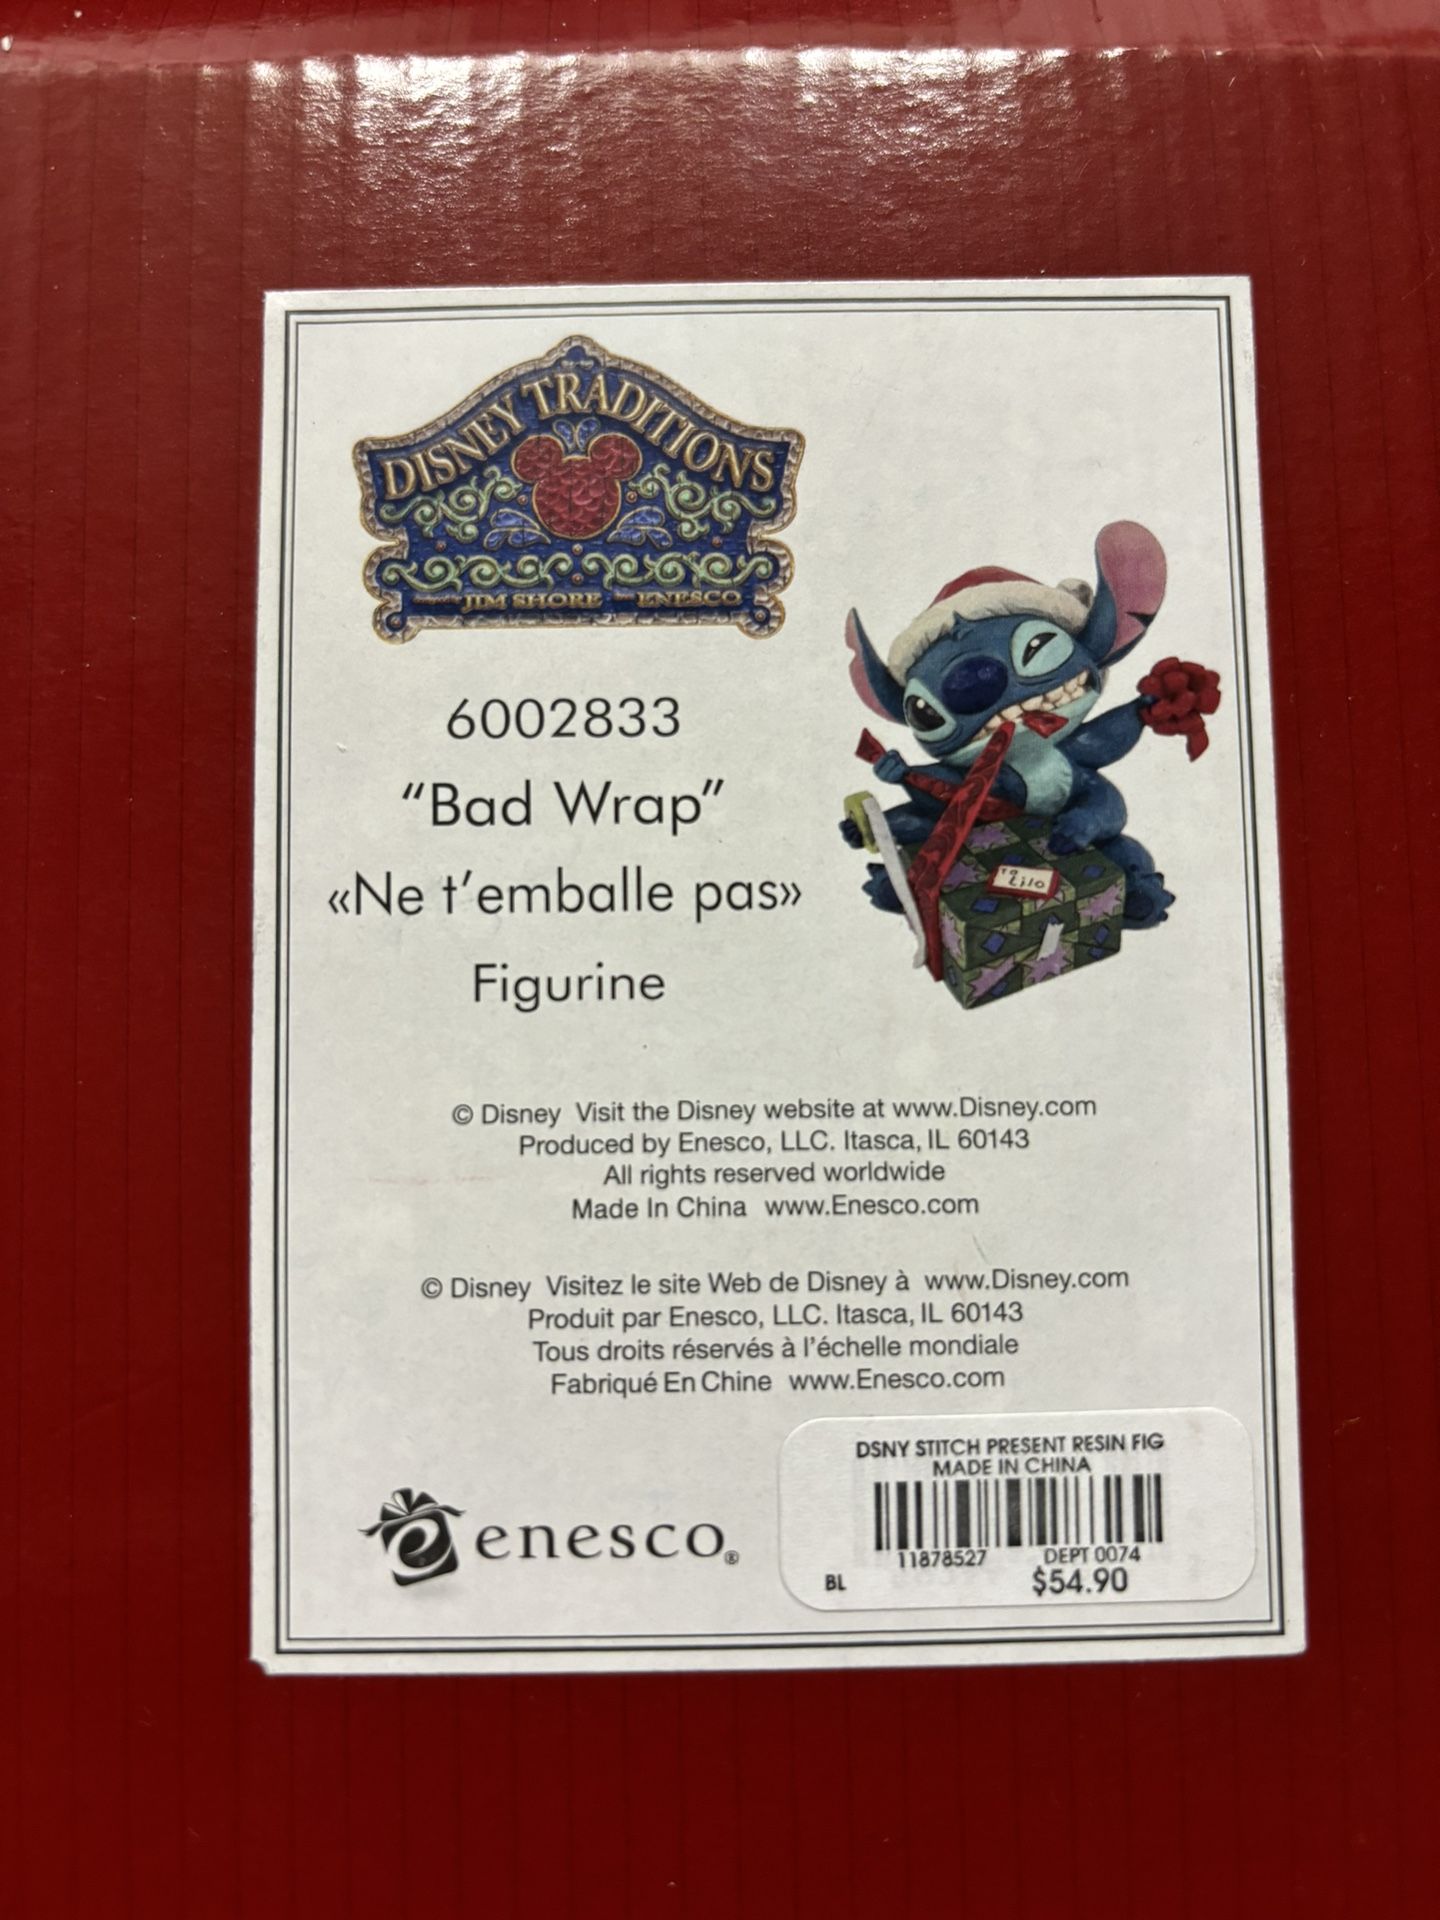 DISNEY TRADITIONS
JIM SHORE ENESCO
6002833
“Bad Wrap”
«Ne t’emballe pas»
Figurine
TO
Lilo
© Disney Visit the Disney website at www.Disney.com
Produced by Enesco, LLC. Itasca, IL 60143
All rights reserved worldwide
Made In China www.Enesco.com
© Disney Visitez le site Web de Disney à www.Disney.com
Produit par Enesco, LLC. Itasca, IL 60143
Tous droits réservés à l’échelle mondiale
Fabriqué En Chine www.Enesco.com
enesco®
DSNY STITCH PRESENT RESIN FIG
MADE IN CHINA
11878527 DEPT 0074
BL $54.90